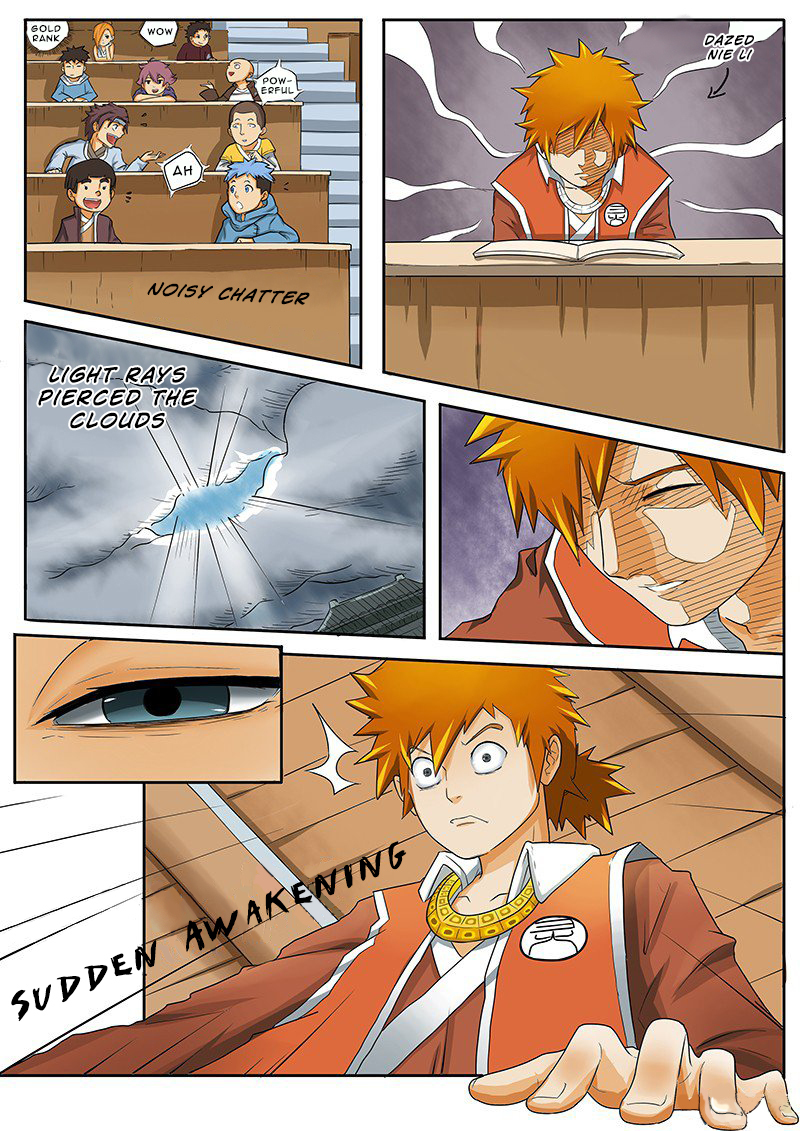 GOLD
RANK
WOW
POW-
ERFUL
AH
NOISY CHATTER
DAZED
NIE LI
LIGHT RAYS
PIERCED THE
CLOUDS
SUDDEN AWAKENING